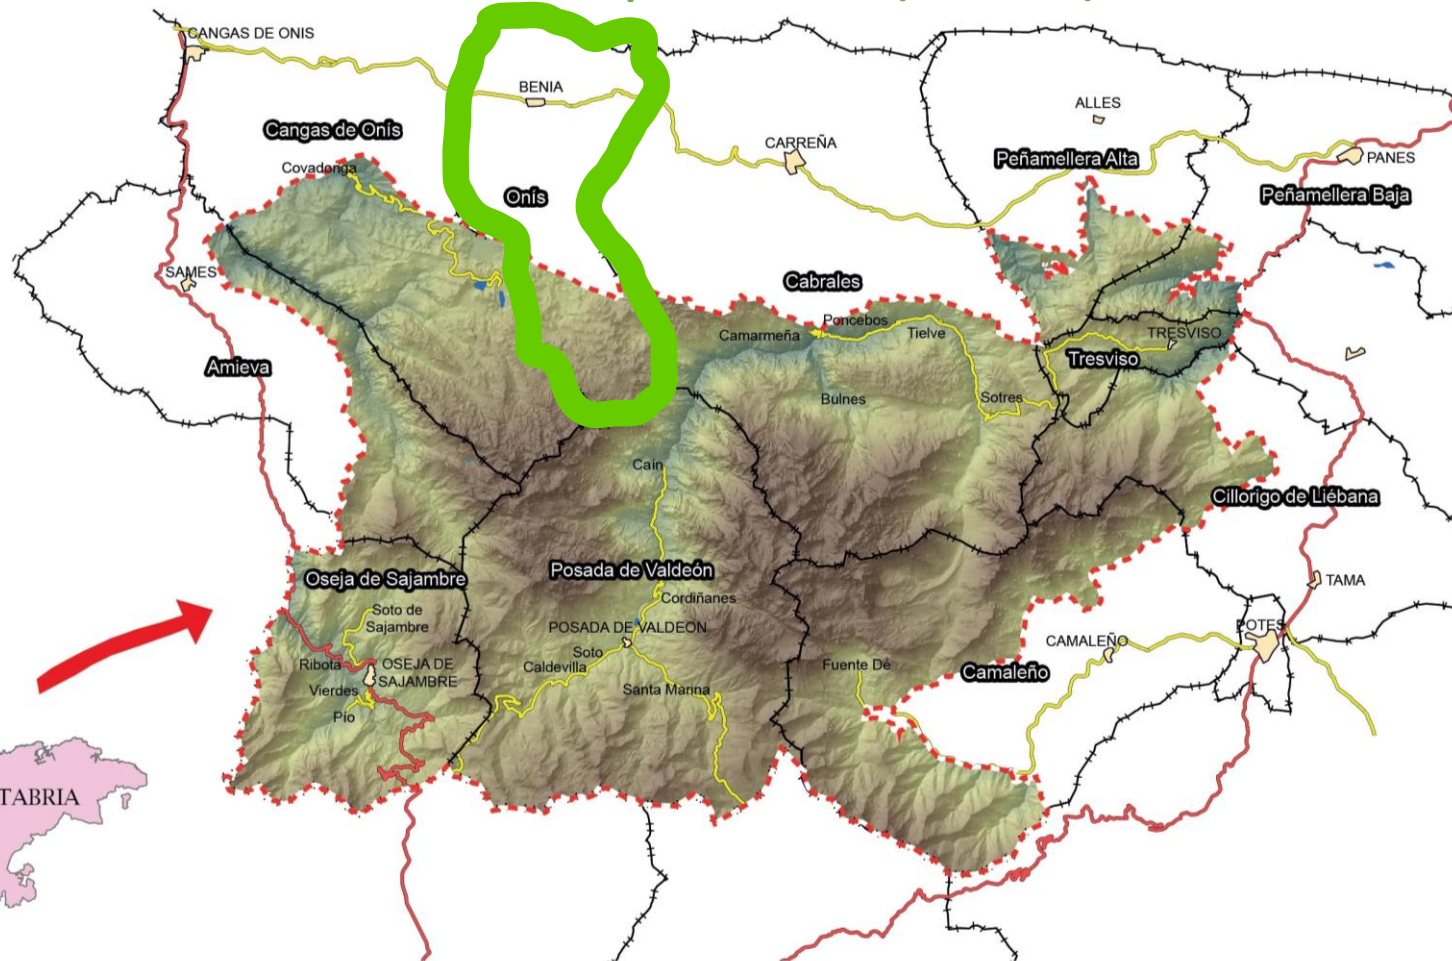 CANGAS DE ONIS
BENIA
ALLES
Cangas de Onís
CARREÑA
Peñamellera Alta
PANES
Covadonga
Onís
Peñamellera Baja
SAMES
Cabrales
Poncebos
Camarmeña
Tielve
TRESVISO
Tresviso
Amieva
Bulnes
Sotres
Caín
Cillorigo de Liébana
Oseja de Sajambre
Posada de Valdeón
TAMA
Cordiñanes
Soto de
Sajambre
POSADA DE VALDEON
POTES
CAMALEÑO
Soto
Ribota
OSEJA DE
SAJAMBRE
Caldevilla
Fuente Dé
Camaleño
Vierdes
Santa Marina
Pio
TABRIA